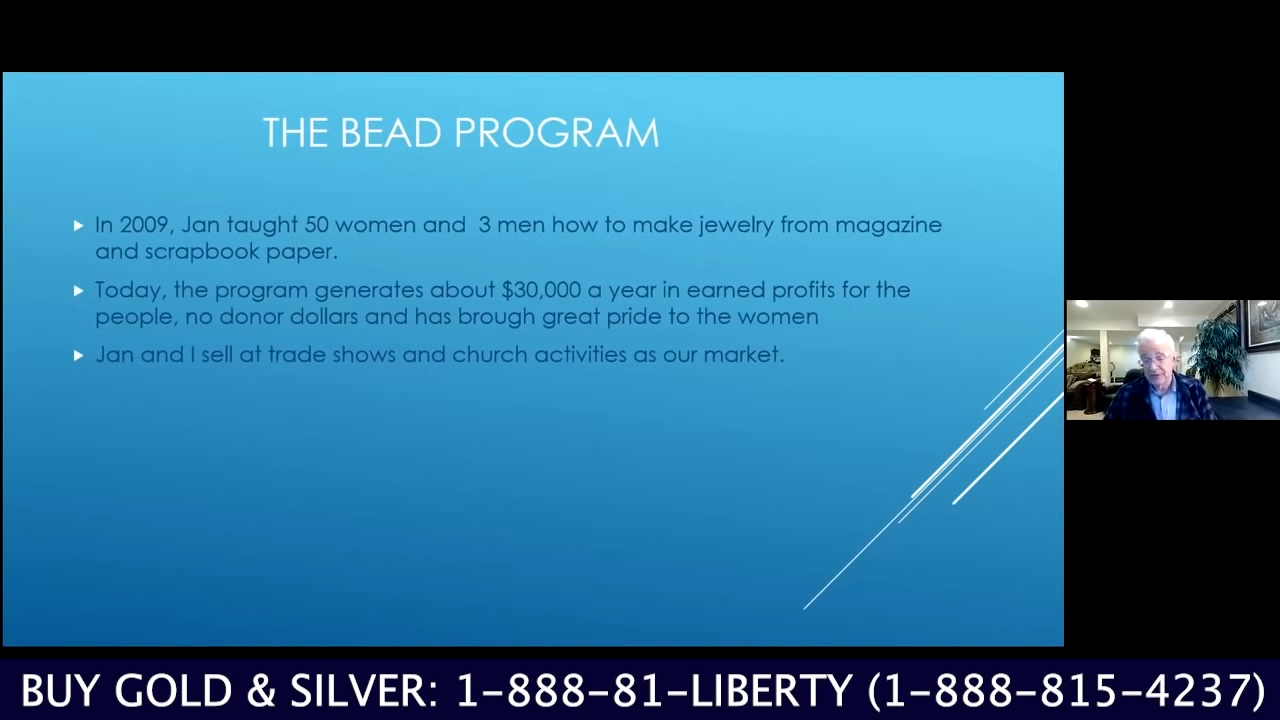 THE BEAD PROGRAM
In 2009, Jan taught 50 women and 3 men how to make jewelry from magazine
and scrapbook paper.
Today, the program generates about $30,000 a year in earned profits for the
people, no donor dollars and has brough great pride to the women
Jan and I sell at trade shows and church activities as our market.
BUY GOLD & SILVER: 1-888-81-LIBERTY (1-888-815-4237)